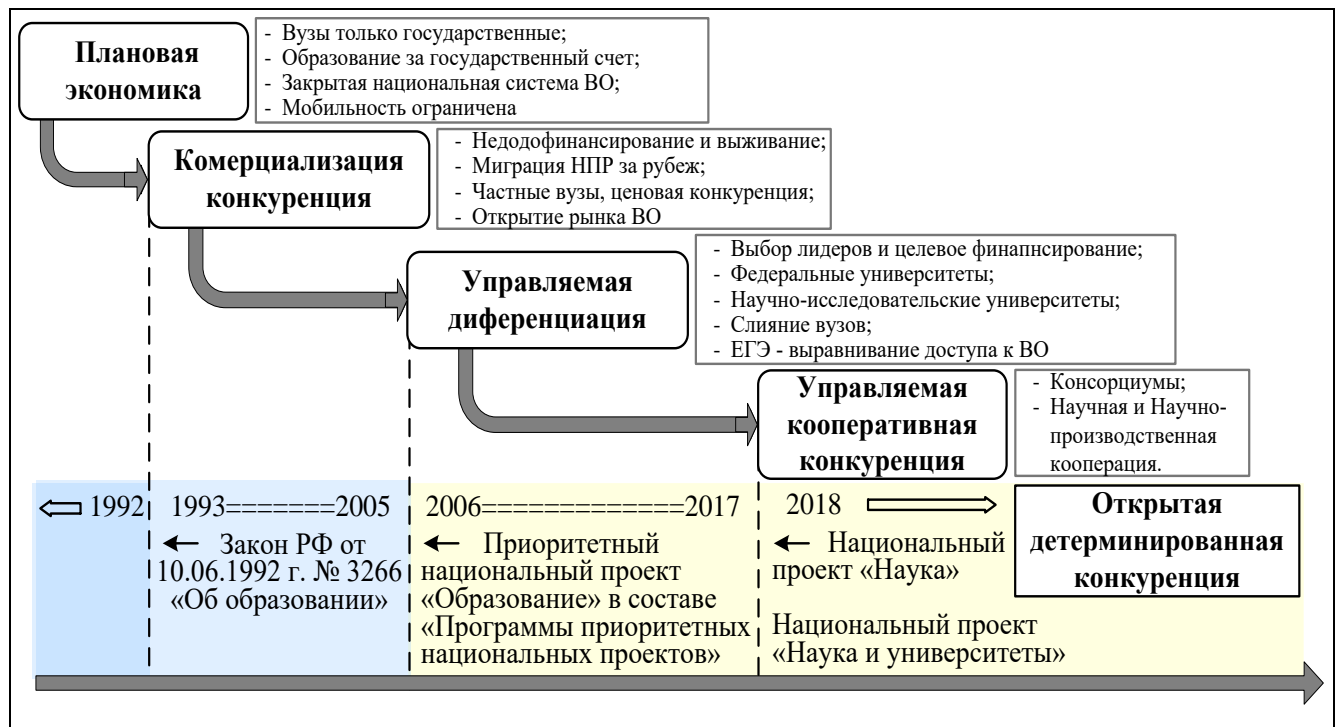 Плановая
экономика
- Вузы только государственные;
- Образование за государственный счет;
- Закрытая национальная система ВО;
- Мобильность ограничена
Комерциализация
конкуренция
- Недодофинансирование и выживание;
- Миграция НПР за рубеж;
- Частные вузы, ценовая конкуренция;
- Открытие рынка ВО
Управляемая
диференциация
- Выбор лидеров и целевое финапнсирование;
- Федеральные университеты;
- Научно-исследовательские университеты;
- Слияние вузов;
- ЕГЭ - выравнивание доступа к ВО
Управляемая
кооперативная
конкуренция
- Консорциумы;
- Научная и Научно-
производственная
кооперация.
1992
1993=======2005
2006=============2017
2018
Закон РФ от
10.06.1992 г. № 3266
«Об образовании»
Приоритетный
национальный проект
«Образование» в составе
«Программы приоритетных
национальных проектов»
Национальный
проект «Наука»
Национальный проект
«Наука и университеты»
Открытая
детерминированная
конкуренция